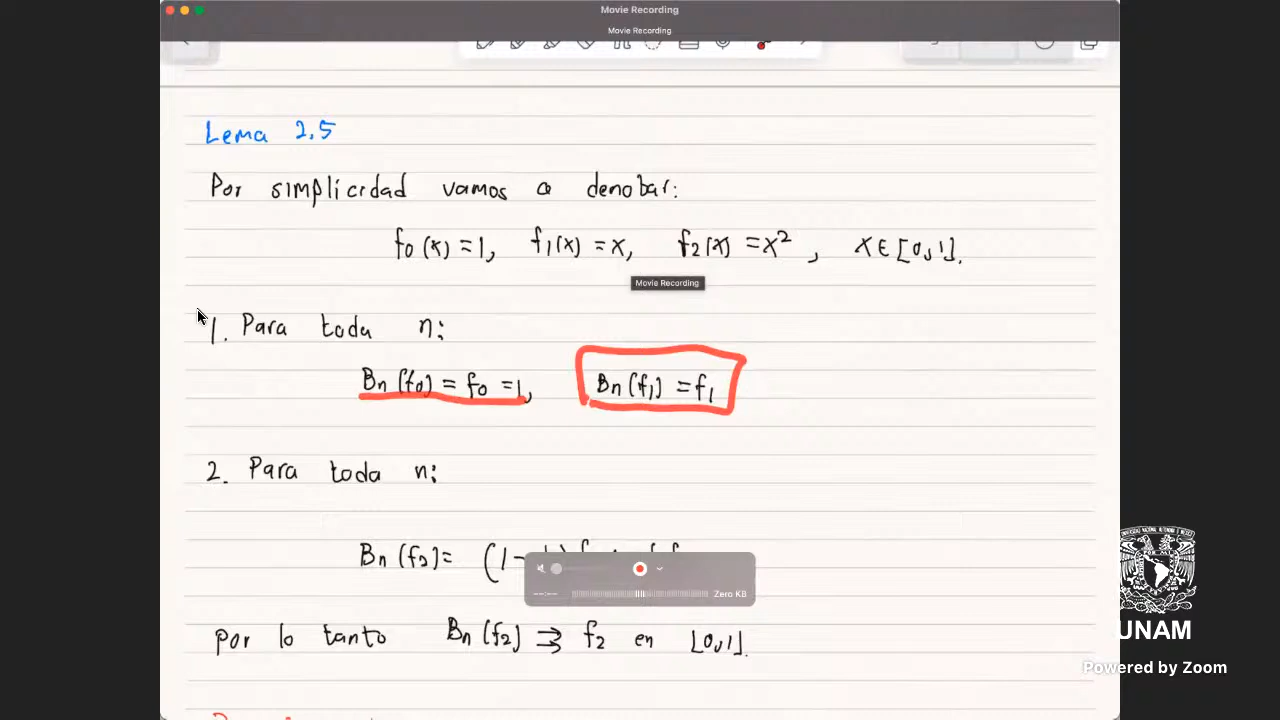 Movie Recording
Movie Recording
Lema 2.5
Por simplicidad vamos a denobar:
f0(x)=1, f1(x)=x, f2(x)=x², x∈[0,1].
Movie Recording
1. Para toda n:
Bn(f0)=f0=1, Bn(f1)=f1
2. Para toda n:
Bn(f2)= (1-
--:-- Zero KB
por lo tanto Bn(f2) ⇉ f2 en [0,1].
UNAM
Powered by Zoom